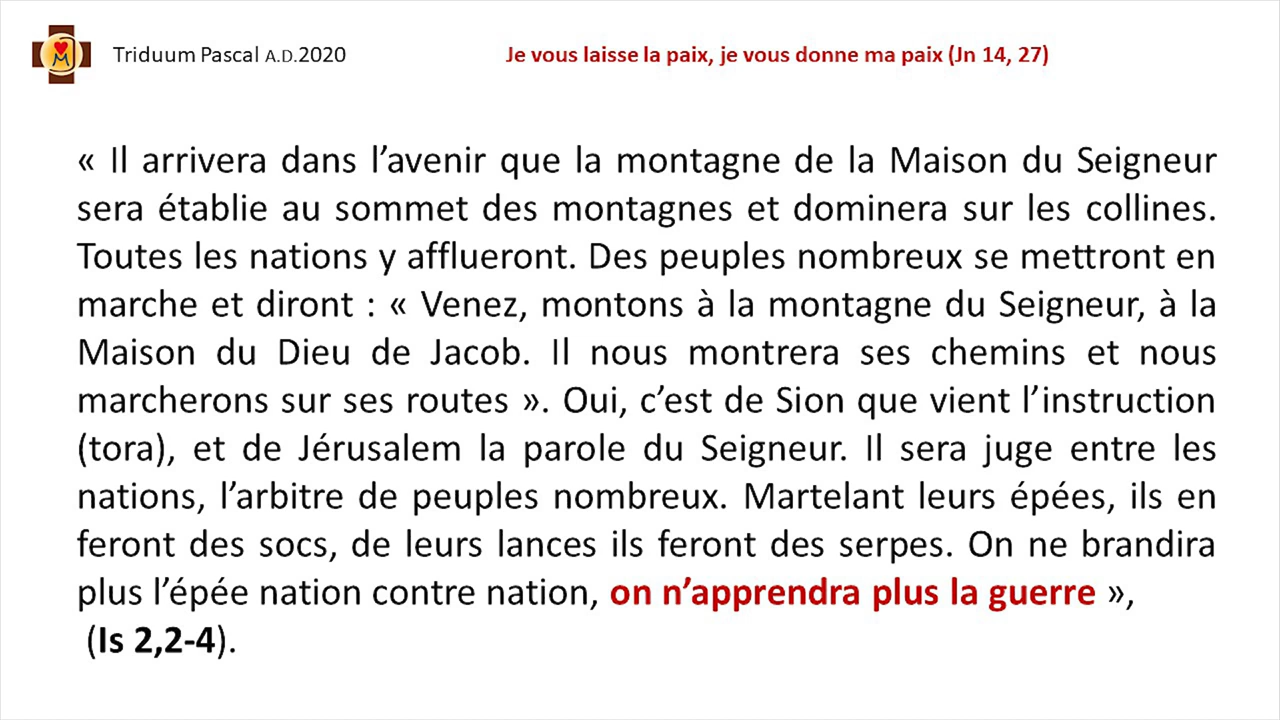 Triduum Pascal A.D.2020
Je vous laisse la paix, je vous donne ma paix (Jn 14, 27)
M
« Il arrivera dans l’avenir que la montagne de la Maison du Seigneur
sera établie au sommet des montagnes et dominera sur les collines.
Toutes les nations y afflueront. Des peuples nombreux se mettront en
marche et diront : « Venez, montons à la montagne du Seigneur, à la
Maison du Dieu de Jacob. Il nous montrera ses chemins et nous
marcherons sur ses routes ». Oui, c’est de Sion que vient l’instruction
(tora), et de Jérusalem la parole du Seigneur. Il sera juge entre les
nations, l’arbitre de peuples nombreux. Martelant leurs épées, ils en
feront des socs, de leurs lances ils feront des serpes. On ne brandira
plus l’épée nation contre nation, on n’apprendra plus la guerre »,
(Is 2,2-4).